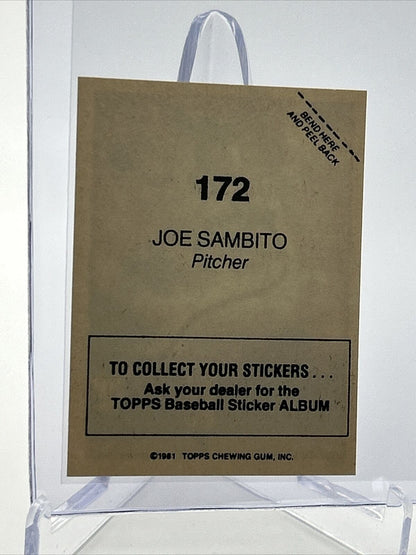 BEND HERE
AND PEEL BACK
172
JOE SAMBITO
Pitcher
TO COLLECT YOUR STICKERS...
Ask your dealer for the
TOPPS Baseball Sticker ALBUM
©1981 TOPPS CHEWING GUM, INC.